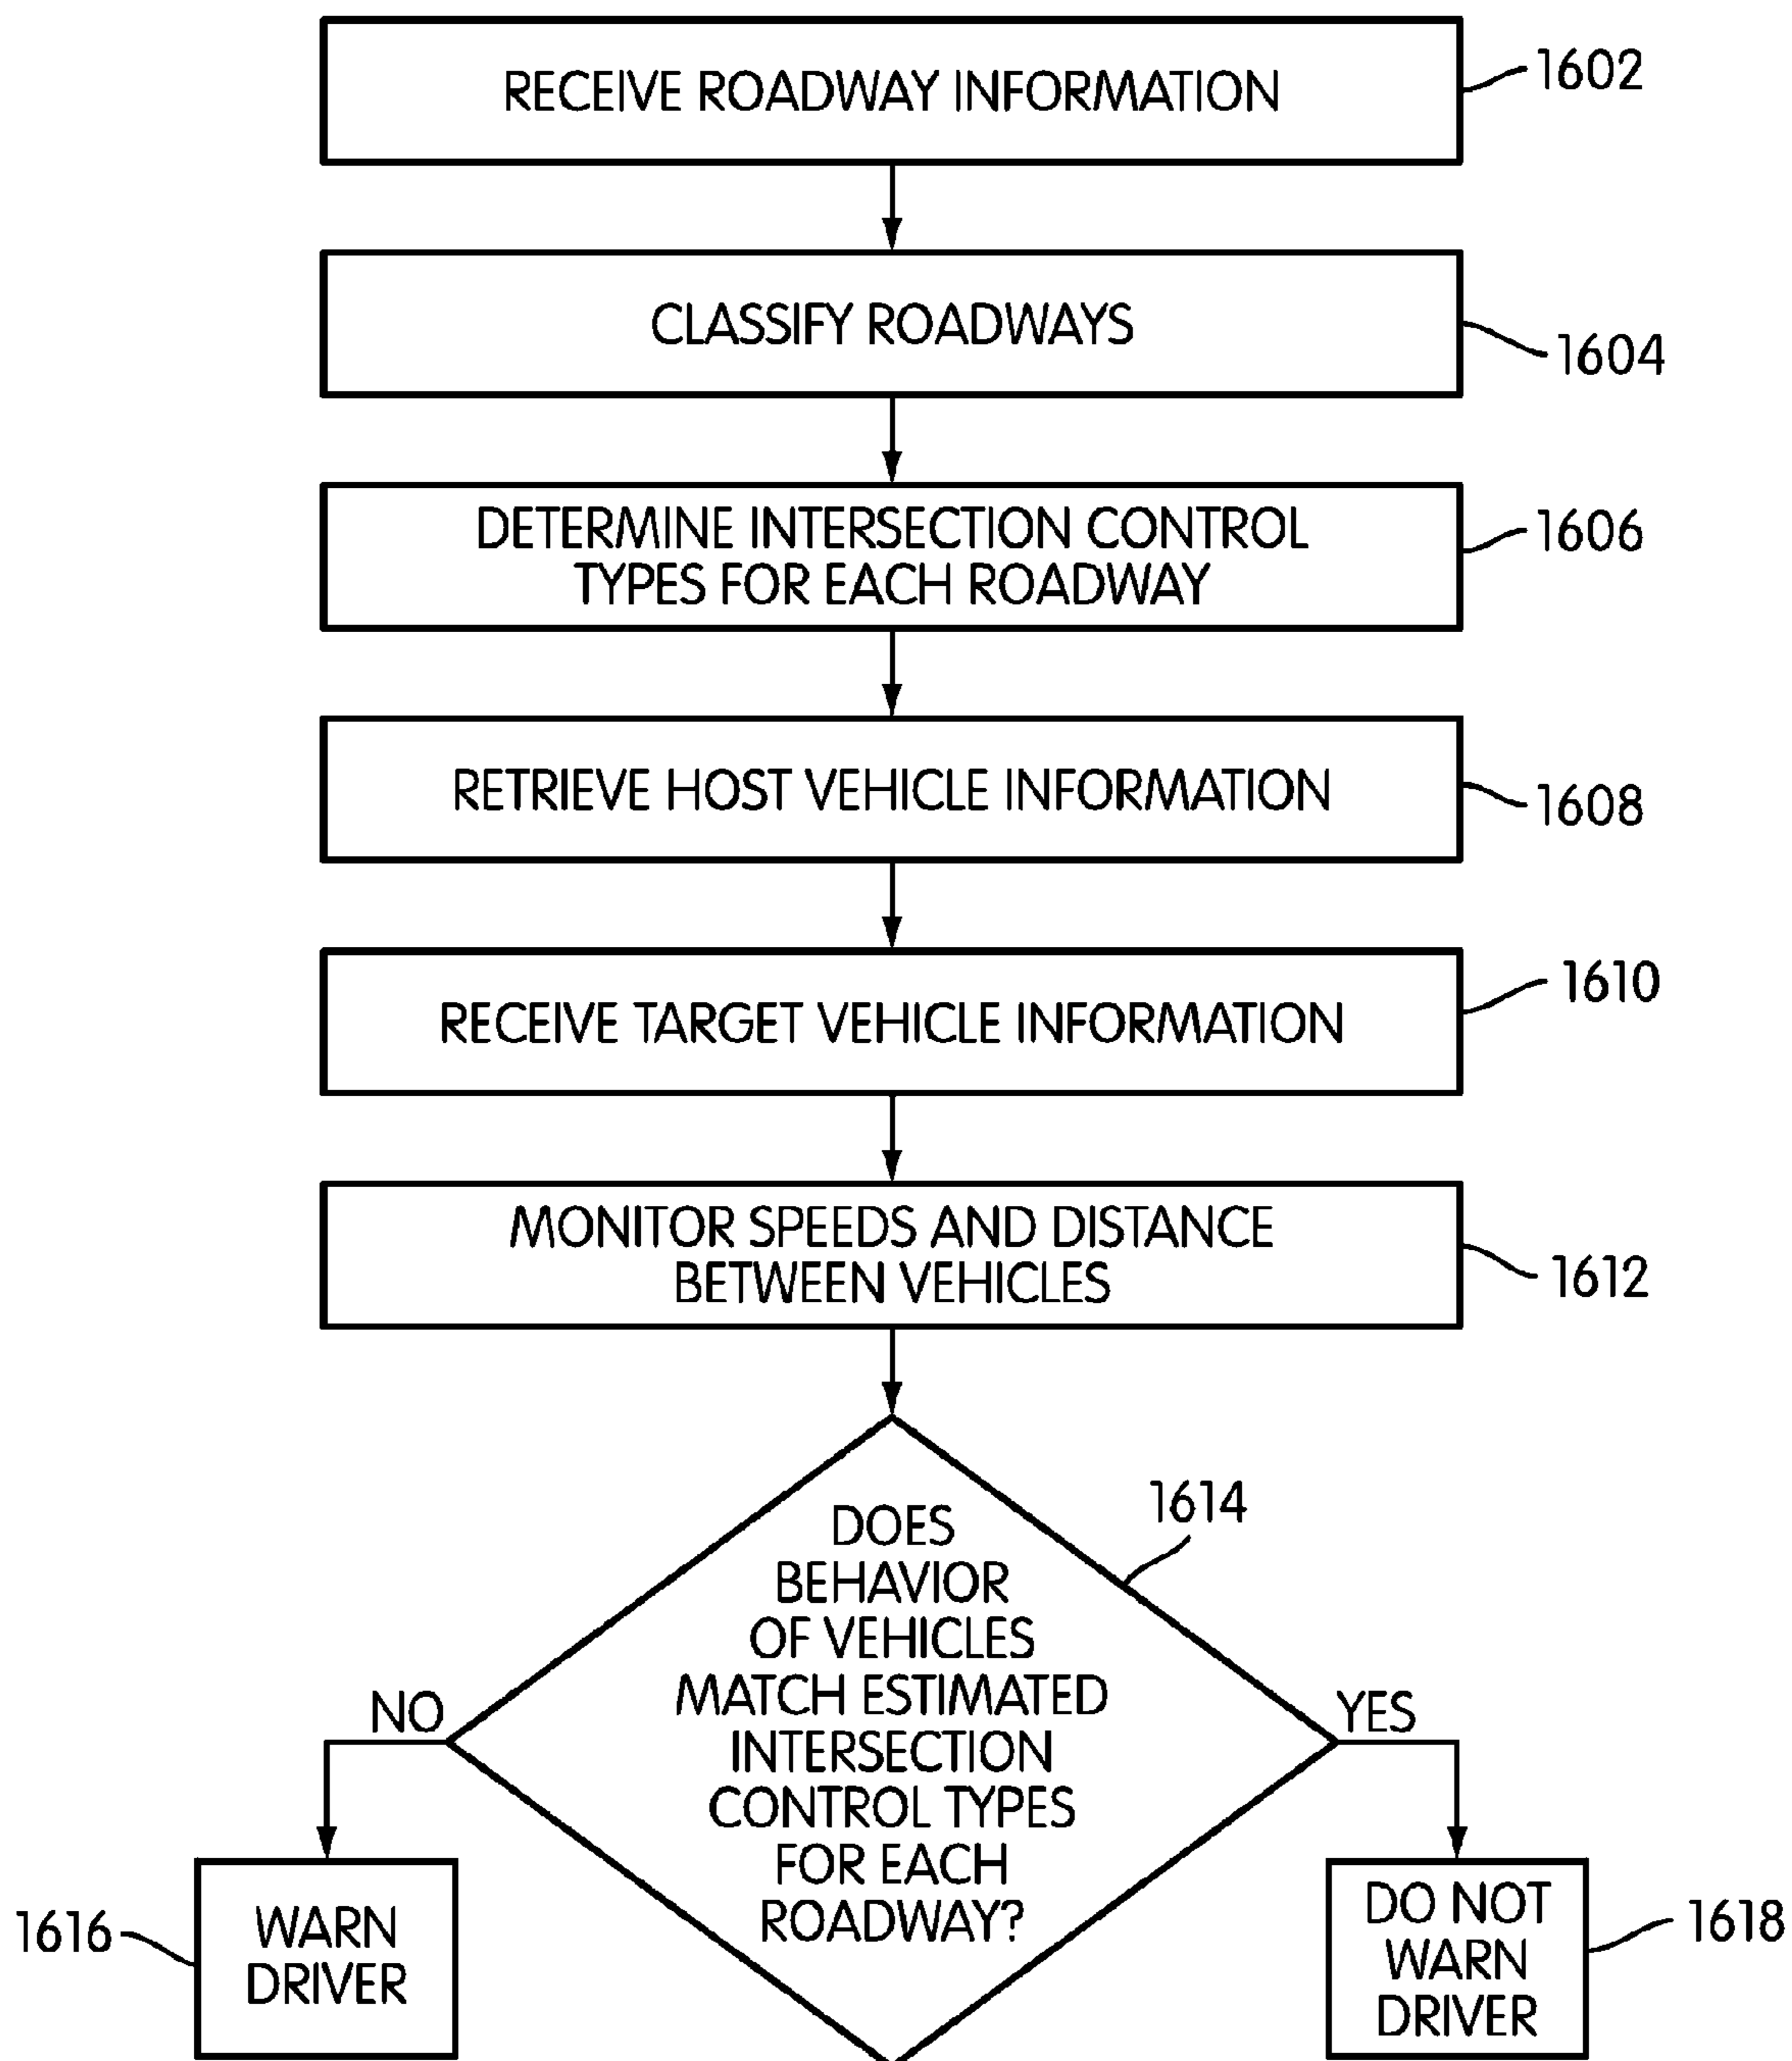 RECEIVE ROADWAY INFORMATION
1602
CLASSIFY ROADWAYS
1604
DETERMINE INTERSECTION CONTROL
TYPES FOR EACH ROADWAY
1606
RETRIEVE HOST VEHICLE INFORMATION
1608
RECEIVE TARGET VEHICLE INFORMATION
1610
MONITOR SPEEDS AND DISTANCE
BETWEEN VEHICLES
1612
1614
DOES
BEHAVIOR
OF VEHICLES
MATCH ESTIMATED
INTERSECTION
CONTROL TYPES
FOR EACH
ROADWAY?
NO
YES
1616
WARN
DRIVER
DO NOT
WARN
DRIVER
1618